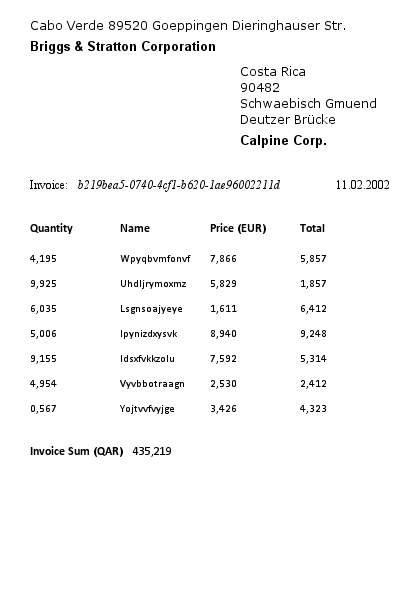 Cabo Verde 89520 Goeppingen Dieringhauser Str.
Briggs & Stratton Corporation
Costa Rica
90482
Schwaebisch Gmuend
Deutzer Brücke
Calpine Corp.
Invoice: b219bea5-0740-4cf1-b620-1ae96002211d 11.02.2002
Quantity Name Price (EUR) Total
4,195 Wpyqbvmfonvf 7,866 5,857
9,925 Uhdljrymoxmz 5,829 1,857
6,035 Lsgnsoajyeye 1,611 6,412
5,006 Ipynizdxysvk 8,940 9,248
9,155 Idsxfvkkzolu 7,592 5,314
4,954 Vyvbbotraagn 2,530 2,412
0,567 Yojtvvfvyjge 3,426 4,323
Invoice Sum (QAR) 435,219